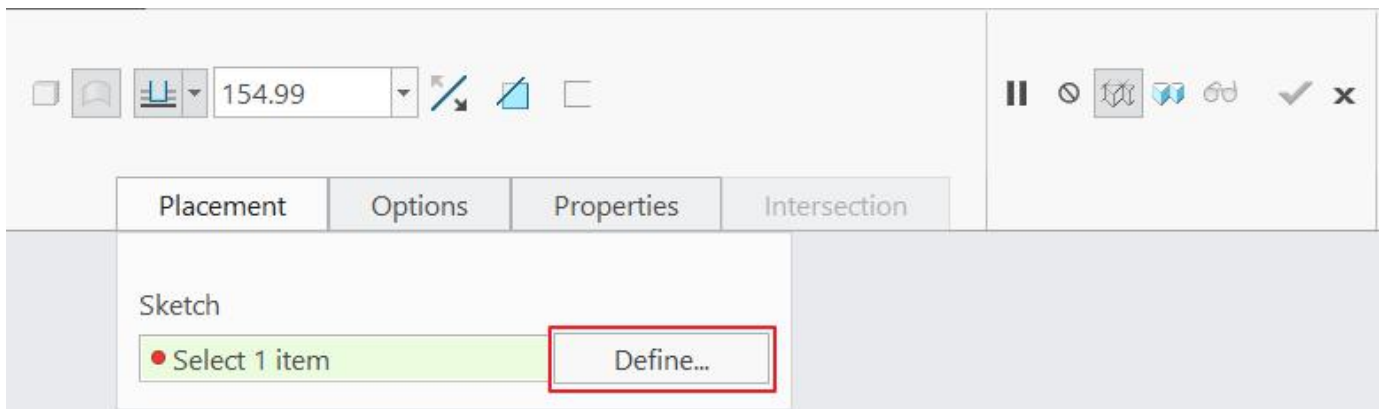 154.99
Placement Options Properties Intersection
Sketch
Select 1 item Define...